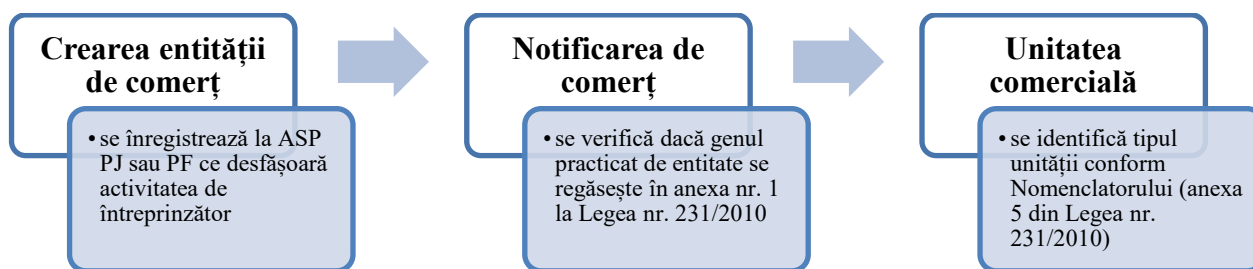 Crearea entității
de comerț
• se înregistrează la ASP
PJ sau PF ce desfășoară
activitatea de
întreprinzător
Notificarea de
comerț
• se verifică dacă genul
practicat de entitate se
regăsește în anexa nr. 1
la Legea nr. 231/2010
Unitatea
comercială
• se identifică tipul
unității conform
Nomenclatorului (anexa
5 din Legea nr.
231/2010)